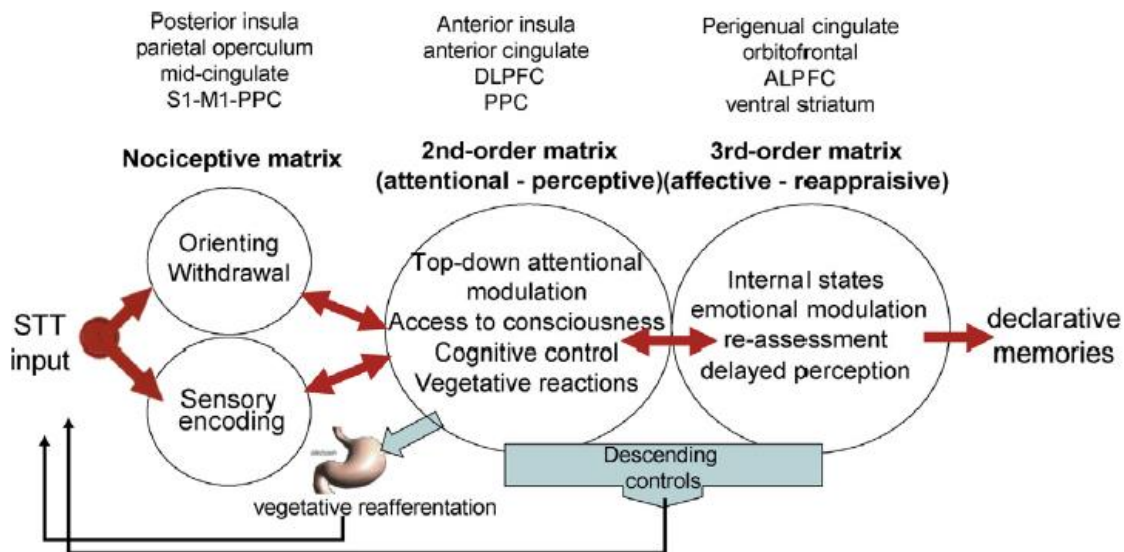 Posterior insula
parietal operculum
mid-cingulate
S1-M1-PPC
Anterior insula
anterior cingulate
DLPFC
PPC
Perigenual cingulate
orbitofrontal
ALPFC
ventral striatum
Nociceptive matrix
2nd-order matrix
(attentional - perceptive)
3rd-order matrix
(affective - reappraisive)
STT
input
Orienting
Withdrawal
Sensory
encoding
Top-down attentional
modulation
Access to consciousness
Cognitive control
Vegetative reactions
Internal states
emotional modulation
re-assessment
delayed perception
declarative
memories
vegetative reafferentation
Descending
controls